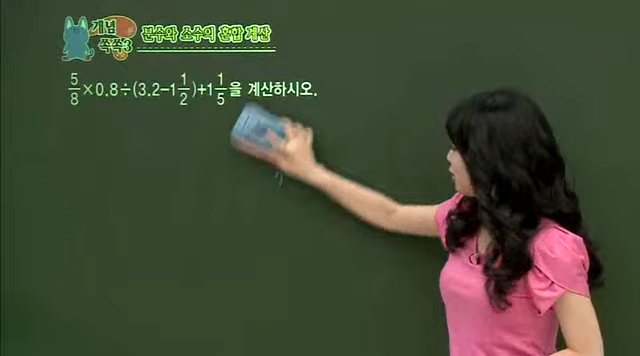 개념 쏙쏙3
분수와 소수의 혼합 계산
5/8×0.8÷(3.2-1 1/2)+1 1/5을 계산하시오.